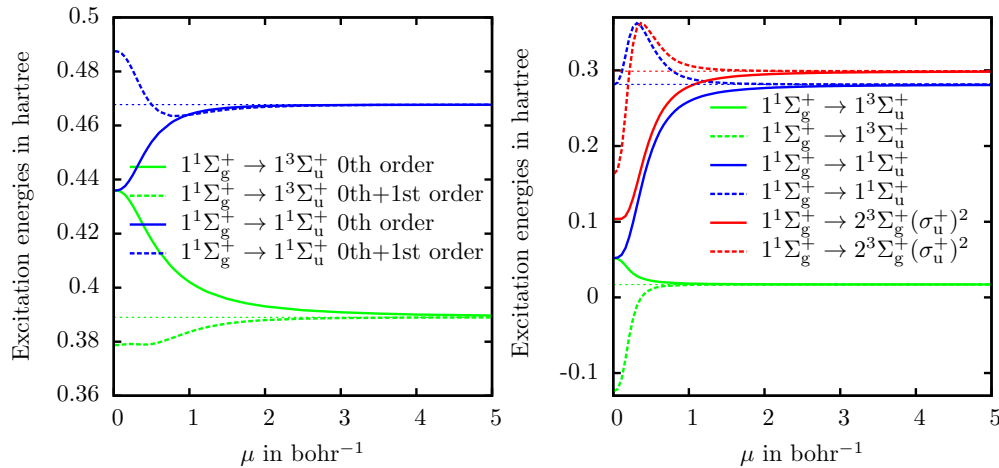 0.5
0.48
0.46
0.44
0.42
0.4
0.38
0.36
Excitation energies in hartree
1¹Σg⁺ → 1³Σu⁺ 0th order
1¹Σg⁺ → 1³Σu⁺ 0th+1st order
1¹Σg⁺ → 1¹Σu⁺ 0th order
1¹Σg⁺ → 1¹Σu⁺ 0th+1st order
0 1 2 3 4 5
μ in bohr⁻¹
0.3
0.2
0.1
0
-0.1
Excitation energies in hartree
1¹Σg⁺ → 1³Σu⁺
1¹Σg⁺ → 1³Σu⁺
1¹Σg⁺ → 1¹Σu⁺
1¹Σg⁺ → 1¹Σu⁺
1¹Σg⁺ → 2³Σg⁺(σu⁺)²
1¹Σg⁺ → 2³Σg⁺(σu⁺)²
0 1 2 3 4 5
μ in bohr⁻¹